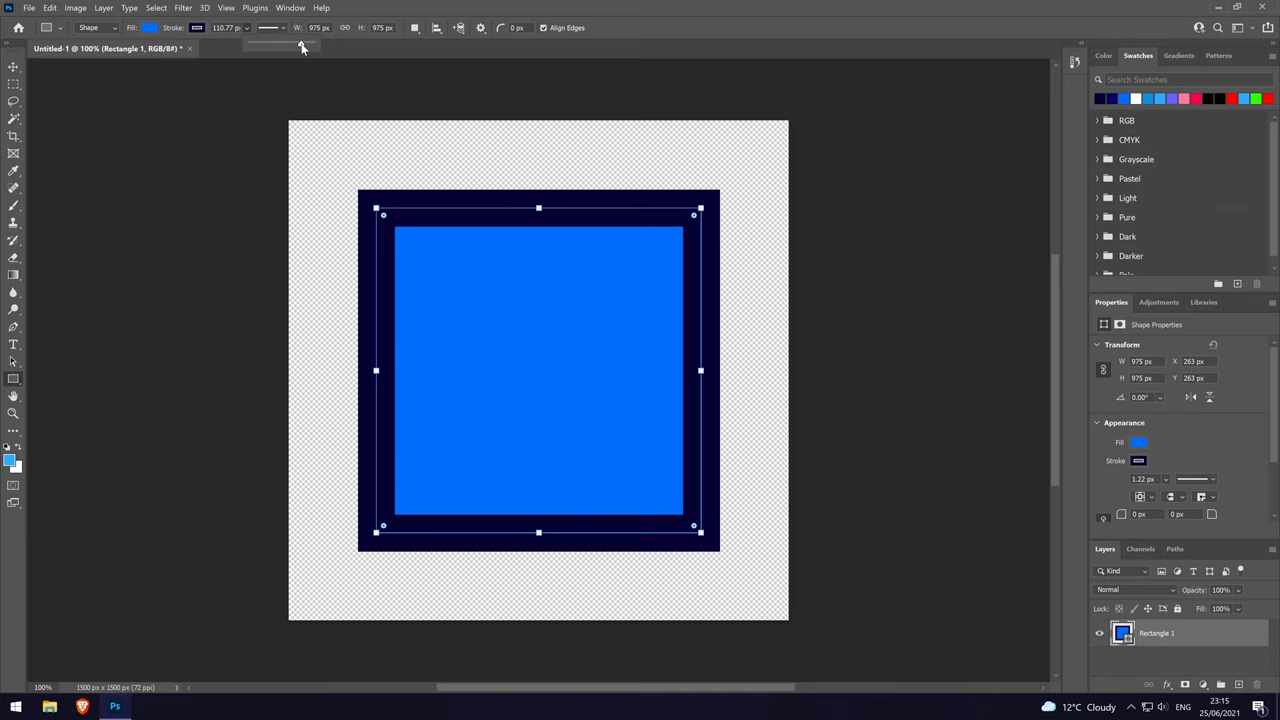 Ps File Edit Image Layer Type Select Filter 3D View Plugins Window Help
Shape Fill: Stroke: 110.77 px W: 975 px H: 975 px 0 px Align Edges
Untitled-1 @ 100% (Rectangle 1, RGB/8#) * ×
Color Swatches Gradients Patterns
Search Swatches
RGB
CMYK
Grayscale
Pastel
Light
Pure
Dark
Darker
Properties Adjustments Libraries
Shape Properties
Transform
W 975 px X 263 px
H 975 px Y 263 px
0.00°
Appearance
Fill
Stroke
1.22 px
0 px 0 px
Layers Channels Paths
Kind
Normal Opacity: 100%
Lock: Fill: 100%
Rectangle 1
fx
100% 1500 px x 1500 px (72 ppi)
Ps 12°C Cloudy ENG 23:15
25/06/2021